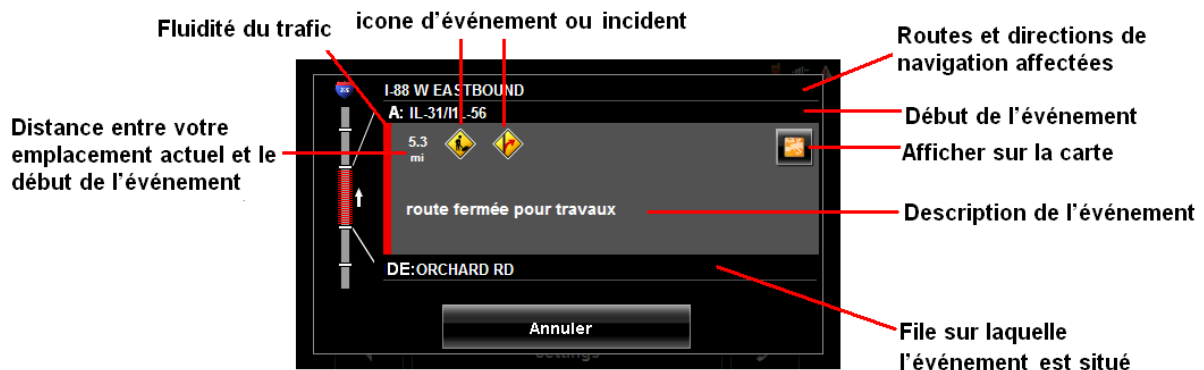 Fluidité du trafic
icone d'événement ou incident
Routes et directions de
navigation affectées
I-88 W EASTBOUND
A: IL-31/I1L-56
Début de l'événement
Distance entre votre
emplacement actuel et le
début de l'événement
5.3
mi
Afficher sur la carte
route fermée pour travaux
Description de l'événement
DE:ORCHARD RD
Annuler
File sur laquelle
l'événement est situé
settings